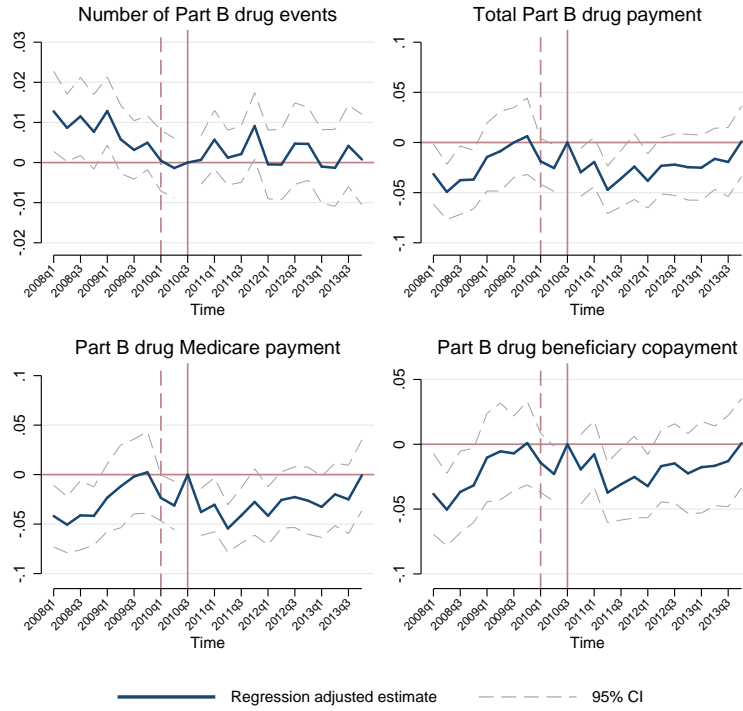 Number of Part B drug events
.03
.02
.01
0
-.01
-.02
2008q1
2008q3
2009q1
2009q3
2010q1
2010q3
2011q1
2011q3
2012q1
2012q3
2013q1
2013q3
Time
Total Part B drug payment
.1
.05
0
-.05
-.1
2008q1
2008q3
2009q1
2009q3
2010q1
2010q3
2011q1
2011q3
2012q1
2012q3
2013q1
2013q3
Time
Part B drug Medicare payment
.1
.05
0
-.05
-.1
2008q1
2008q3
2009q1
2009q3
2010q1
2010q3
2011q1
2011q3
2012q1
2012q3
2013q1
2013q3
Time
Part B drug beneficiary copayment
.05
0
-.05
-.1
2008q1
2008q3
2009q1
2009q3
2010q1
2010q3
2011q1
2011q3
2012q1
2012q3
2013q1
2013q3
Time
Regression adjusted estimate
95% CI